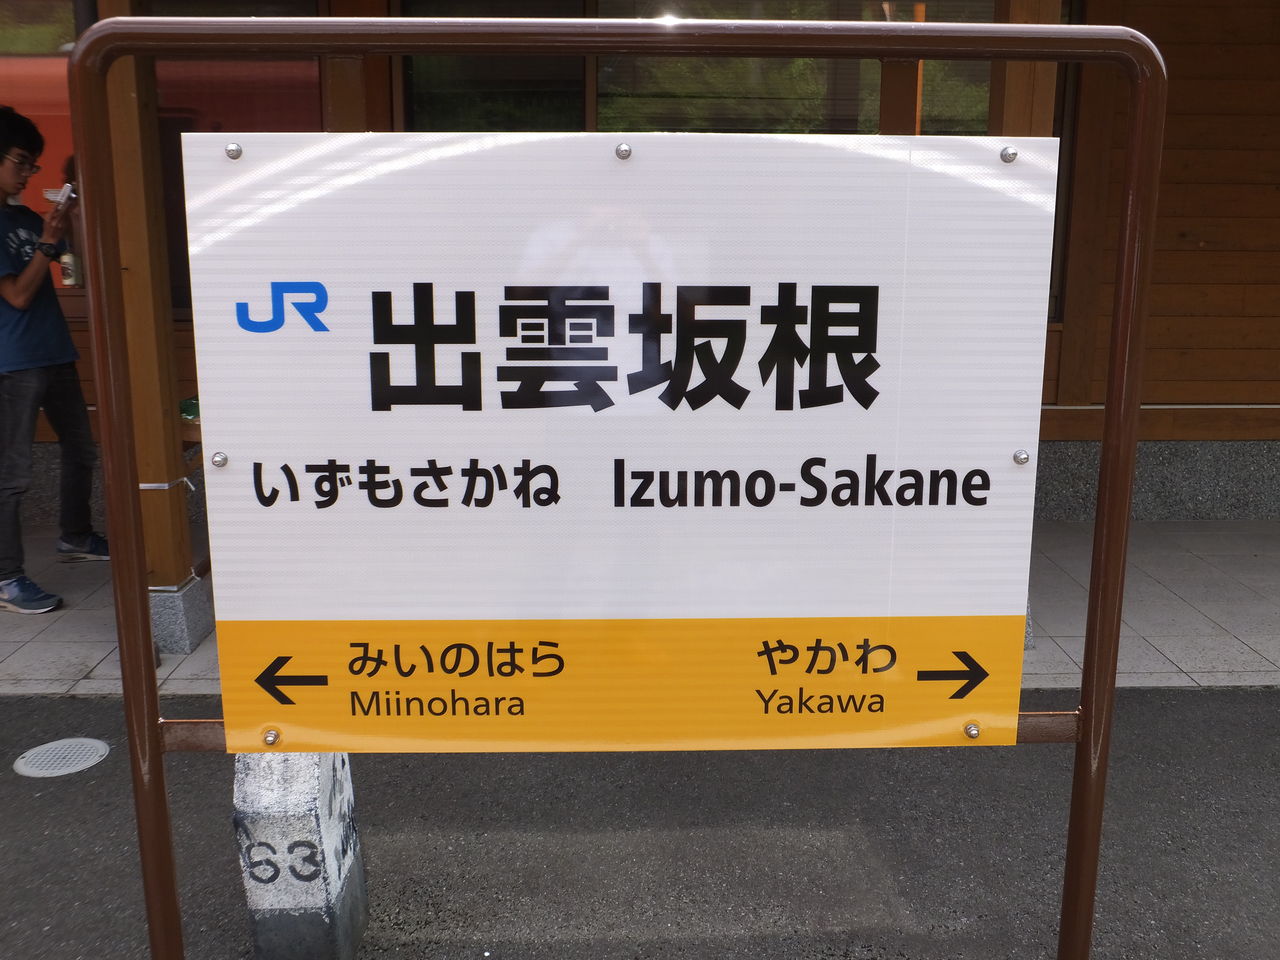 JR 出雲坂根
いずもさかね Izumo-Sakane
← みいのはら やかわ →
Miinohara Yakawa
63